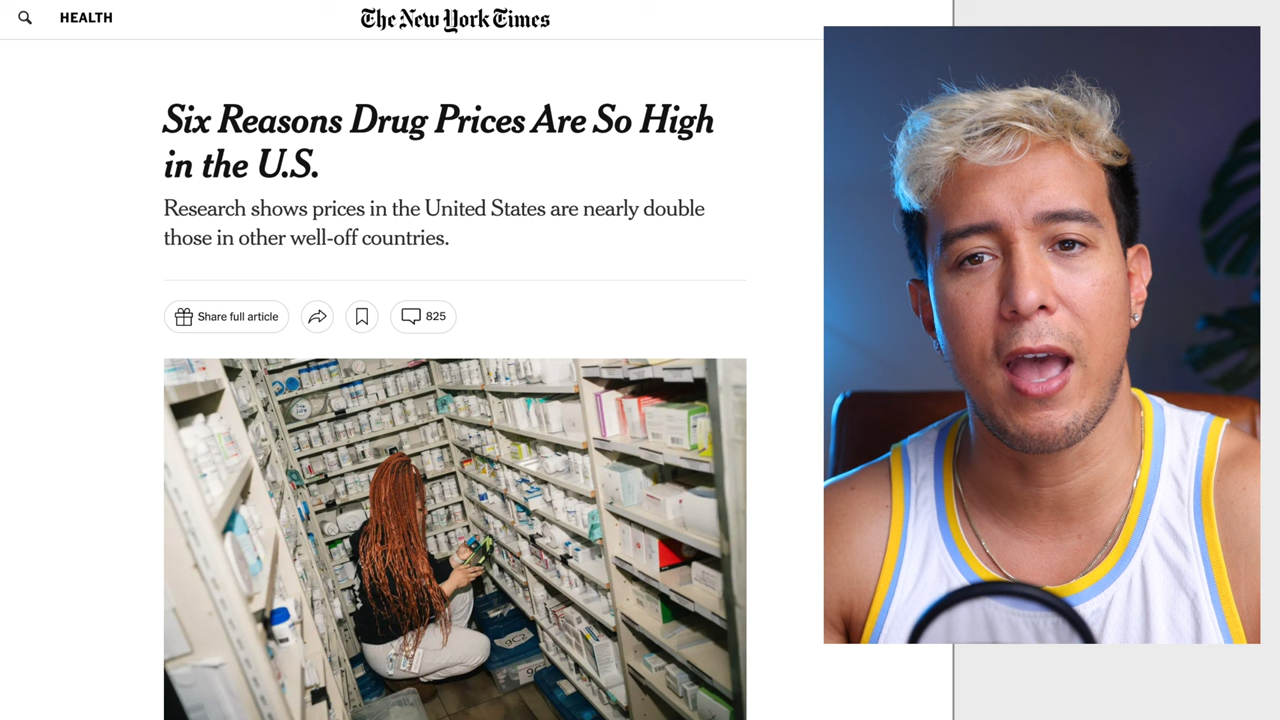 HEALTH
The New York Times
Six Reasons Drug Prices Are So High
in the U.S.
Research shows prices in the United States are nearly double
those in other well-off countries.
Share full article
825